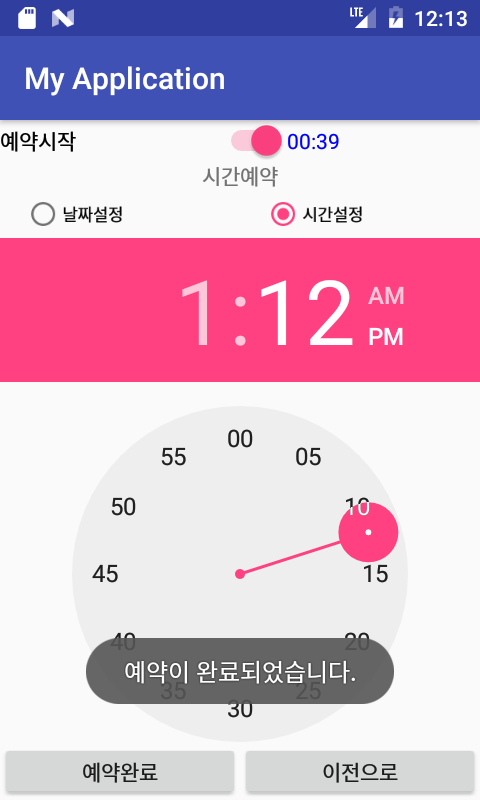 LTE 12:13
My Application
예약시작 00:39
시간예약
날짜설정 시간설정
1:12 AM
PM
00
55 05
50 10
45 15
40 20
예약이 완료되었습니다.
35 25
30
예약완료 이전으로